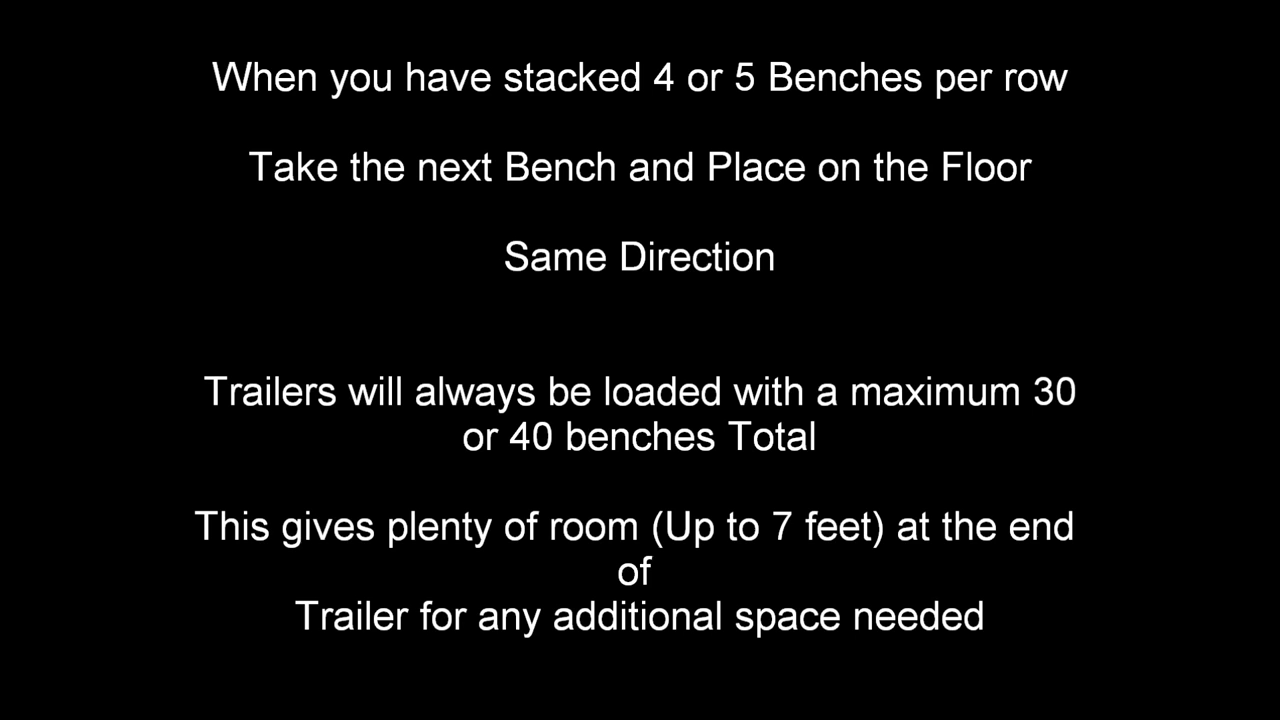 When you have stacked 4 or 5 Benches per row
Take the next Bench and Place on the Floor
Same Direction
Trailers will always be loaded with a maximum 30
or 40 benches Total
This gives plenty of room (Up to 7 feet) at the end
of
Trailer for any additional space needed